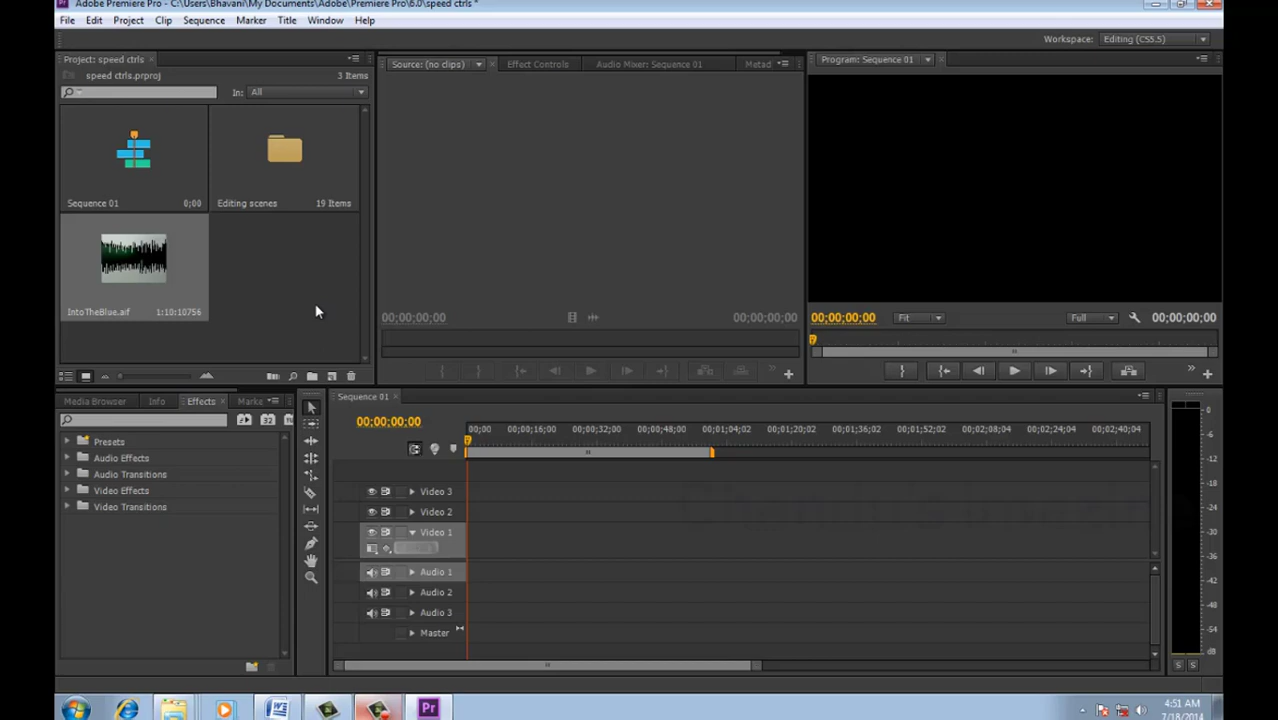 Adobe Premiere Pro - C:\Users\Bhavani\My Documents\Adobe\Premiere Pro\6.0\speed ctrls *
File Edit Project Clip Sequence Marker Title Window Help
Workspace: Editing (CS5.5)
Project: speed ctrls
speed ctrls.prproj 3 Items
In: All
Sequence 01 0;00
Editing scenes 19 Items
IntoTheBlue.aif 1:10:10756
Source: (no clips) Effect Controls Audio Mixer: Sequence 01 Metad
00;00;00;00 00;00;00;00
Program: Sequence 01
00;00;00;00 Fit Full 00;00;00;00
Media Browser Info Effects Marke
Presets
Audio Effects
Audio Transitions
Video Effects
Video Transitions
Sequence 01
00;00;00;00
00;00 00;00;16;00 00;00;32;00 00;00;48;00 00;01;04;02 00;01;20;02 00;01;36;02 00;01;52;02 00;02;08;04 00;02;24;04 00;02;40;04
Video 3
Video 2
Video 1
Audio 1
Audio 2
Audio 3
Master
0
-6
-12
-18
-24
-30
-36
-42
-48
-54
dB
S S
4:51 AM
7/18/2014